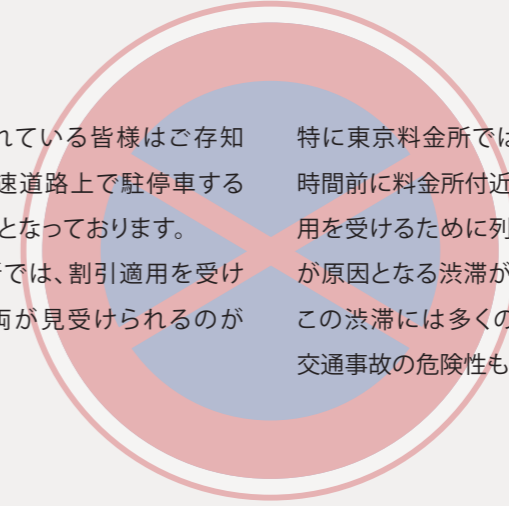 れている皆様はご存知
速道路上で駐停車する
となっております。
では、割引適用を受け
両が見受けられるのが
特に東京料金所では
時間前に料金所付近
用を受けるために列
が原因となる渋滞が
この渋滞には多くの
交通事故の危険性も